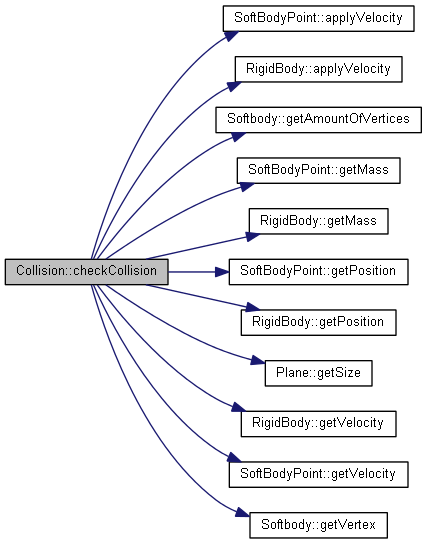 SoftBodyPoint::applyVelocity
RigidBody::applyVelocity
Softbody::getAmountOfVertices
SoftBodyPoint::getMass
RigidBody::getMass
Collision::checkCollision
SoftBodyPoint::getPosition
RigidBody::getPosition
Plane::getSize
RigidBody::getVelocity
SoftBodyPoint::getVelocity
Softbody::getVertex